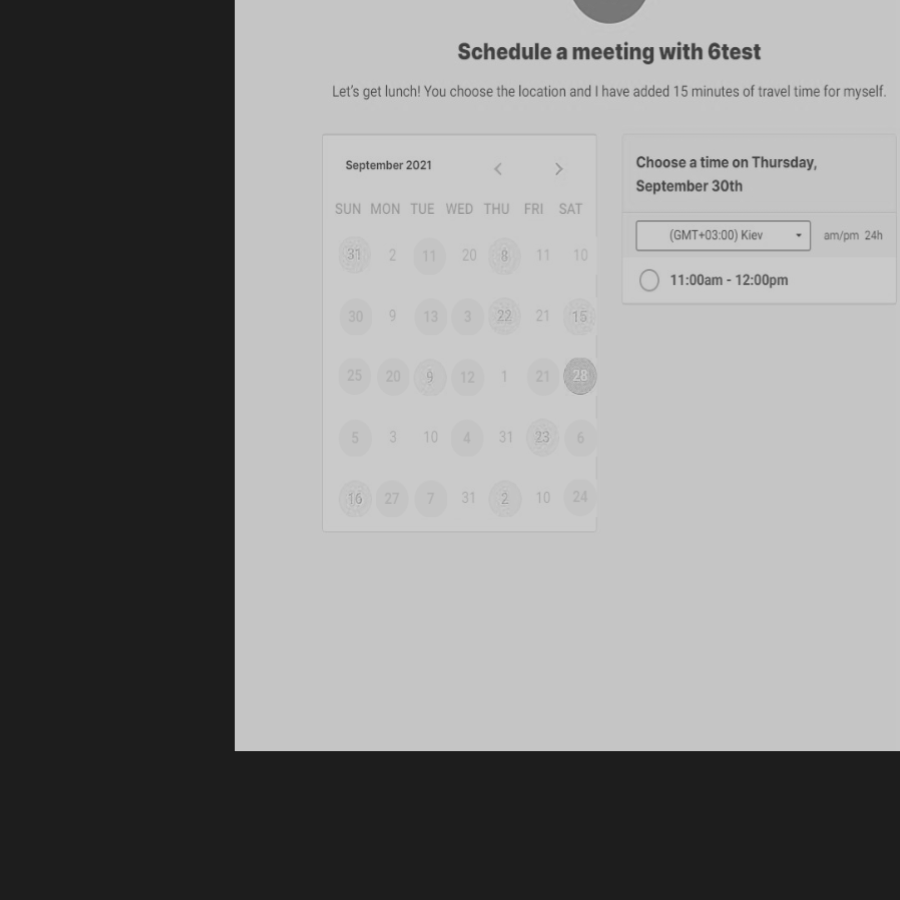 Schedule a meeting with 6test
Let's get lunch! You choose the location and I have added 15 minutes of travel time for myself.
September 2021
SUN MON TUE WED THU FRI SAT
31 2 11 20 8 11 10
30 9 13 3 22 21 15
25 20 9 12 1 21 28
5 3 10 4 31 23 6
16 27 7 31 2 10 24
Choose a time on Thursday,
September 30th
(GMT+03:00) Kiev am/pm 24h
11:00am - 12:00pm